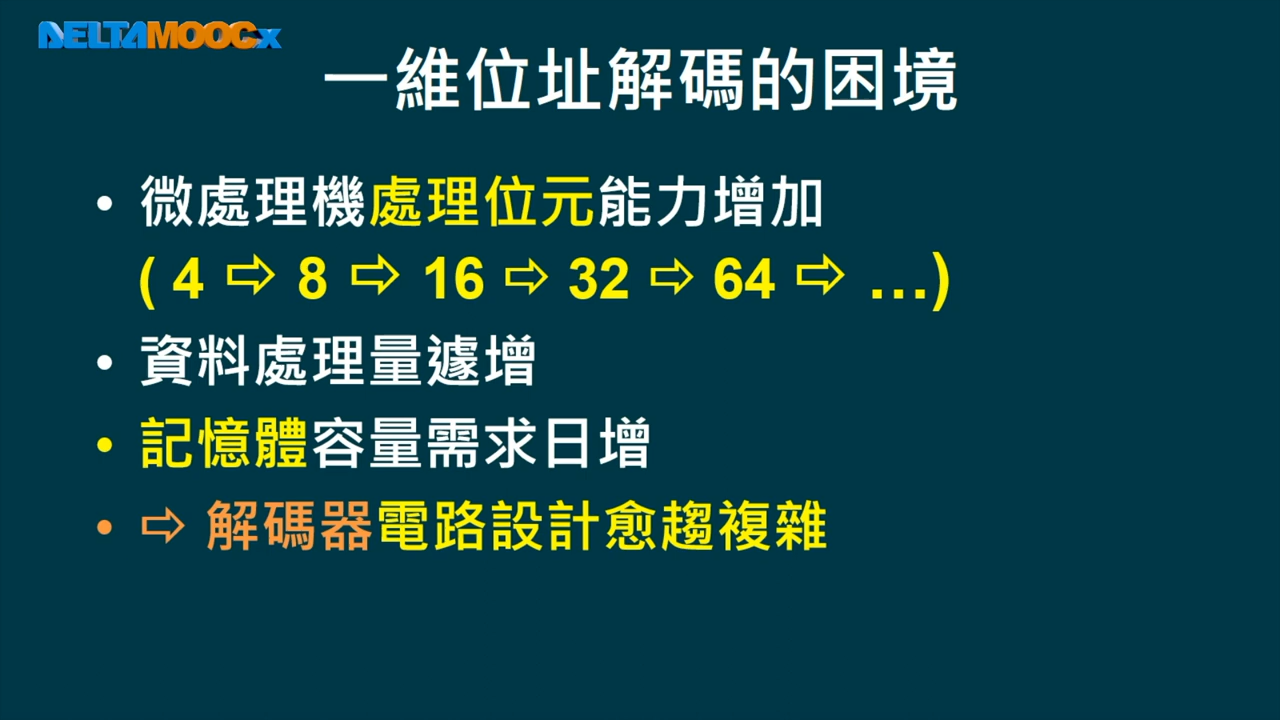 DELTAMOOCx
一維位址解碼的困境
• 微處理機處理位元能力增加
( 4 ⇨ 8 ⇨ 16 ⇨ 32 ⇨ 64 ⇨ …)
• 資料處理量遽增
• 記憶體容量需求日增
• ⇨ 解碼器電路設計愈趨複雜